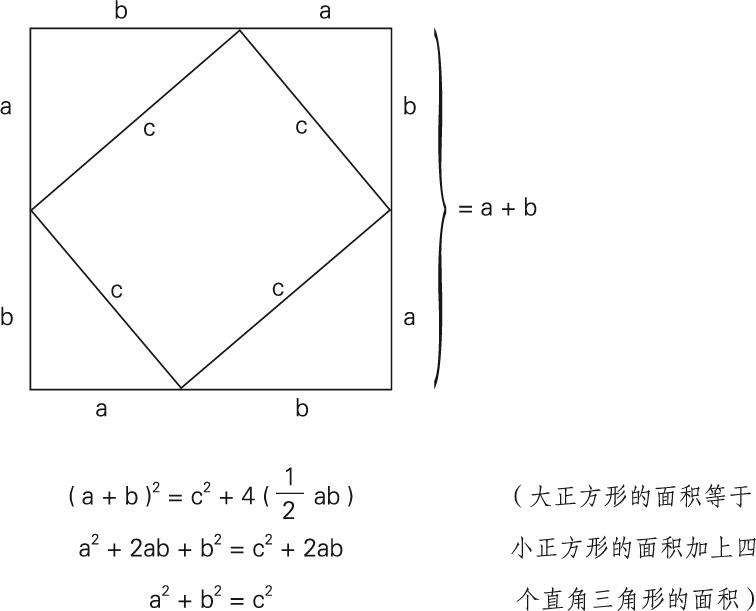 b a
a b
c c
= a + b
c c
b a
a b
( a + b )² = c² + 4 ( 1/2 ab ) （大正方形的面积等于
a² + 2ab + b² = c² + 2ab 小正方形的面积加上四
a² + b² = c² 个直角三角形的面积）